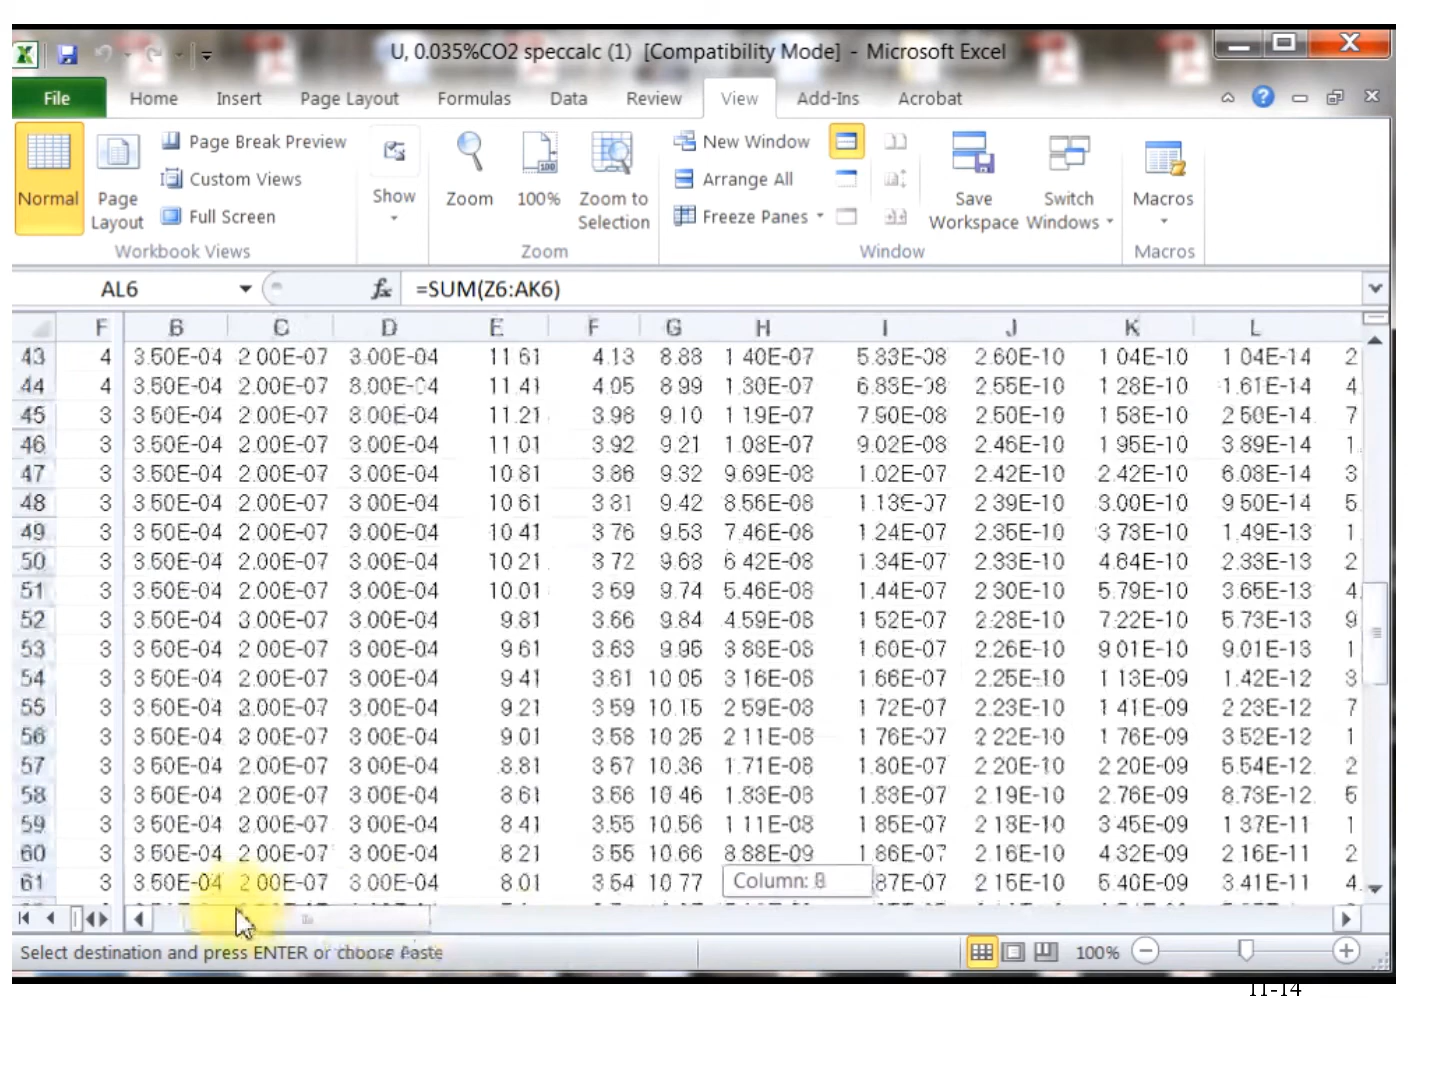 U, 0.035%CO2 speccalc (1) [Compatibility Mode] - Microsoft Excel
File Home Insert Page Layout Formulas Data Review View Add-Ins Acrobat
Normal
Page Layout
Page Break Preview
Custom Views
Full Screen
Workbook Views
Show
Zoom
100%
Zoom to Selection
Zoom
New Window
Arrange All
Freeze Panes
Save Workspace
Switch Windows
Window
Macros
Macros
AL6 fx =SUM(Z6:AK6)
F B C D E F G H I J K L
43 4 3.50E-04 2.00E-07 3.00E-04 11.61 4.13 8.88 1.40E-07 5.83E-08 2.60E-10 1.04E-10 1.04E-14 2
44 4 3.50E-04 2.00E-07 3.00E-04 11.41 4.05 8.99 1.30E-07 6.83E-08 2.55E-10 1.28E-10 1.61E-14 4
45 3 3.50E-04 2.00E-07 3.00E-04 11.21 3.98 9.10 1.19E-07 7.90E-08 2.50E-10 1.58E-10 2.50E-14 7
46 3 3.50E-04 2.00E-07 3.00E-04 11.01 3.92 9.21 1.08E-07 9.02E-08 2.46E-10 1.95E-10 3.89E-14 1
47 3 3.50E-04 2.00E-07 3.00E-04 10.81 3.86 9.32 9.69E-08 1.02E-07 2.42E-10 2.42E-10 6.08E-14 3
48 3 3.50E-04 2.00E-07 3.00E-04 10.61 3.81 9.42 8.56E-08 1.13E-07 2.39E-10 3.00E-10 9.50E-14 5
49 3 3.50E-04 2.00E-07 3.00E-04 10.41 3.76 9.53 7.46E-08 1.24E-07 2.35E-10 3.73E-10 1.49E-13 1
50 3 3.50E-04 2.00E-07 3.00E-04 10.21 3.72 9.63 6.42E-08 1.34E-07 2.33E-10 4.64E-10 2.33E-13 2
51 3 3.50E-04 2.00E-07 3.00E-04 10.01 3.69 9.74 5.46E-08 1.44E-07 2.30E-10 5.79E-10 3.65E-13 4
52 3 3.50E-04 2.00E-07 3.00E-04 9.81 3.66 9.84 4.59E-08 1.52E-07 2.28E-10 7.22E-10 5.73E-13 9
53 3 3.50E-04 2.00E-07 3.00E-04 9.61 3.63 9.95 1.60E-07 2.26E-10 9.01E-10 9.01E-13 1
54 3 3.50E-04 2.00E-07 3.00E-04 9.41 3.61 10.05 3.16E-08 1.66E-07 2.25E-10 1.13E-09 1.42E-12 3
55 3 3.50E-04 2.00E-07 3.00E-04 9.21 3.59 10.15 2.59E-08 1.72E-07 2.23E-10 1.41E-09 2.23E-12 7
56 3 3.50E-04 2.00E-07 3.00E-04 9.01 3.58 10.25 2.11E-08 1.76E-07 2.22E-10 1.76E-09 3.52E-12 1
57 3 3.50E-04 2.00E-07 3.00E-04 8.81 3.57 10.36 1.71E-08 1.80E-07 2.20E-10 2.20E-09 5.54E-12 2
58 3 3.50E-04 2.00E-07 3.00E-04 8.61 3.56 10.46 1.83E-07 2.19E-10 2.76E-09 8.73E-12 5
59 3 3.50E-04 2.00E-07 3.00E-04 8.41 3.55 10.56 1.11E-08 1.85E-07 2.18E-10 3.45E-09 1.37E-11 1
60 3 3.50E-04 2.00E-07 3.00E-04 8.21 3.55 10.66 8.88E-09 1.86E-07 2.16E-10 4.32E-09 2.16E-11 2
61 3 3.50E-04 2.00E-07 3.00E-04 8.01 3.54 10.77 Column: B 87E-07 2.15E-10 5.40E-09 3.41E-11 4
Select destination and press ENTER or choose Paste 100%
11-14